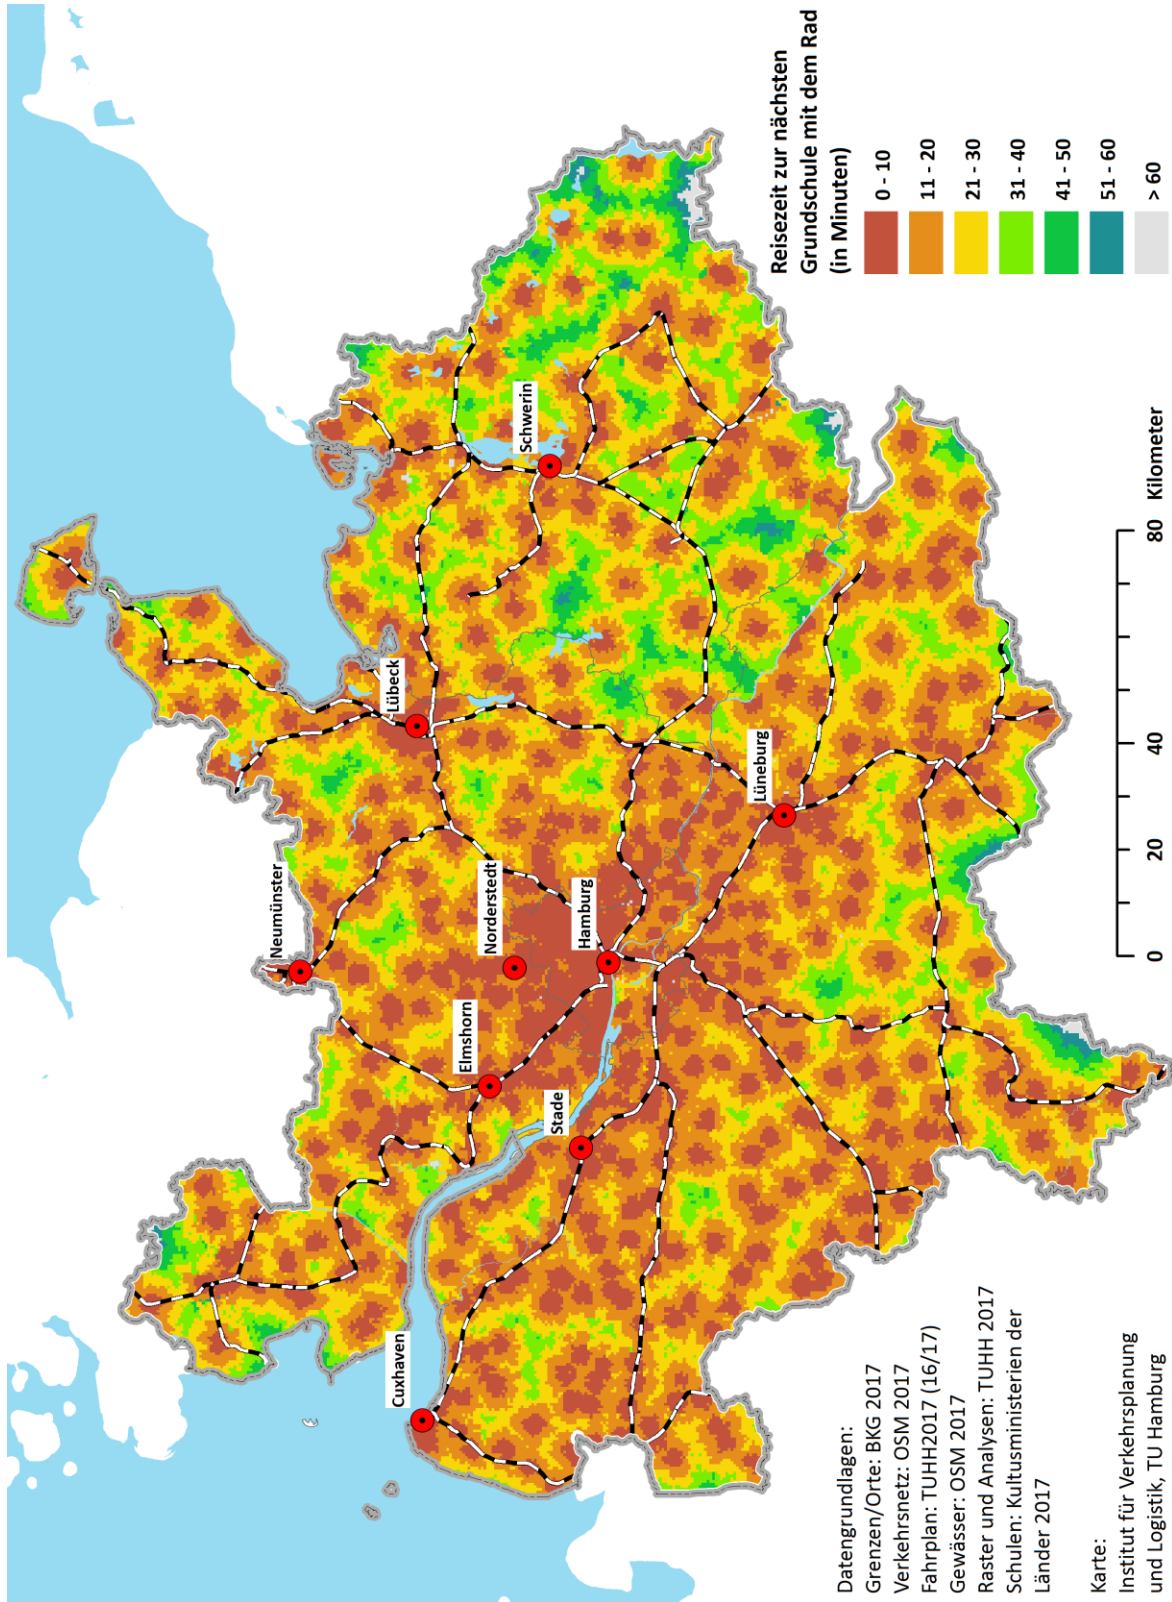 Neumünster
Lübeck
Cuxhaven
Elmshorn
Norderstedt
Stade
Hamburg
Schwerin
Lüneburg
Reisezeit zur nächsten
Grundschule mit dem Rad
(in Minuten)
0 - 10
11 - 20
21 - 30
31 - 40
41 - 50
51 - 60
> 60
Datengrundlagen:
Grenzen/Orte: BKG 2017
Verkehrsnetz: OSM 2017
Fahrplan: TUHH2017 (16/17)
Gewässer: OSM 2017
Raster und Analysen: TUHH 2017
Schulen: Kultusministerien der
Länder 2017
Karte:
Institut für Verkehrsplanung
und Logistik, TU Hamburg
0 20 40 80 Kilometer